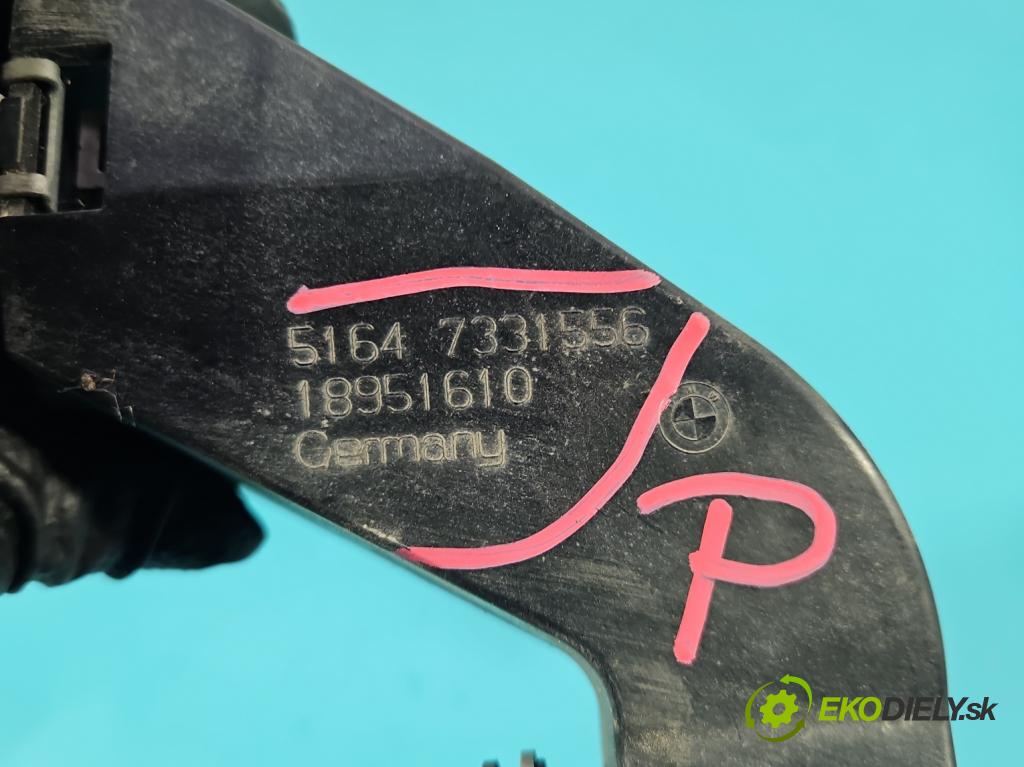 5164 7331556
18951610
Germany
P
EKODIELY.sk